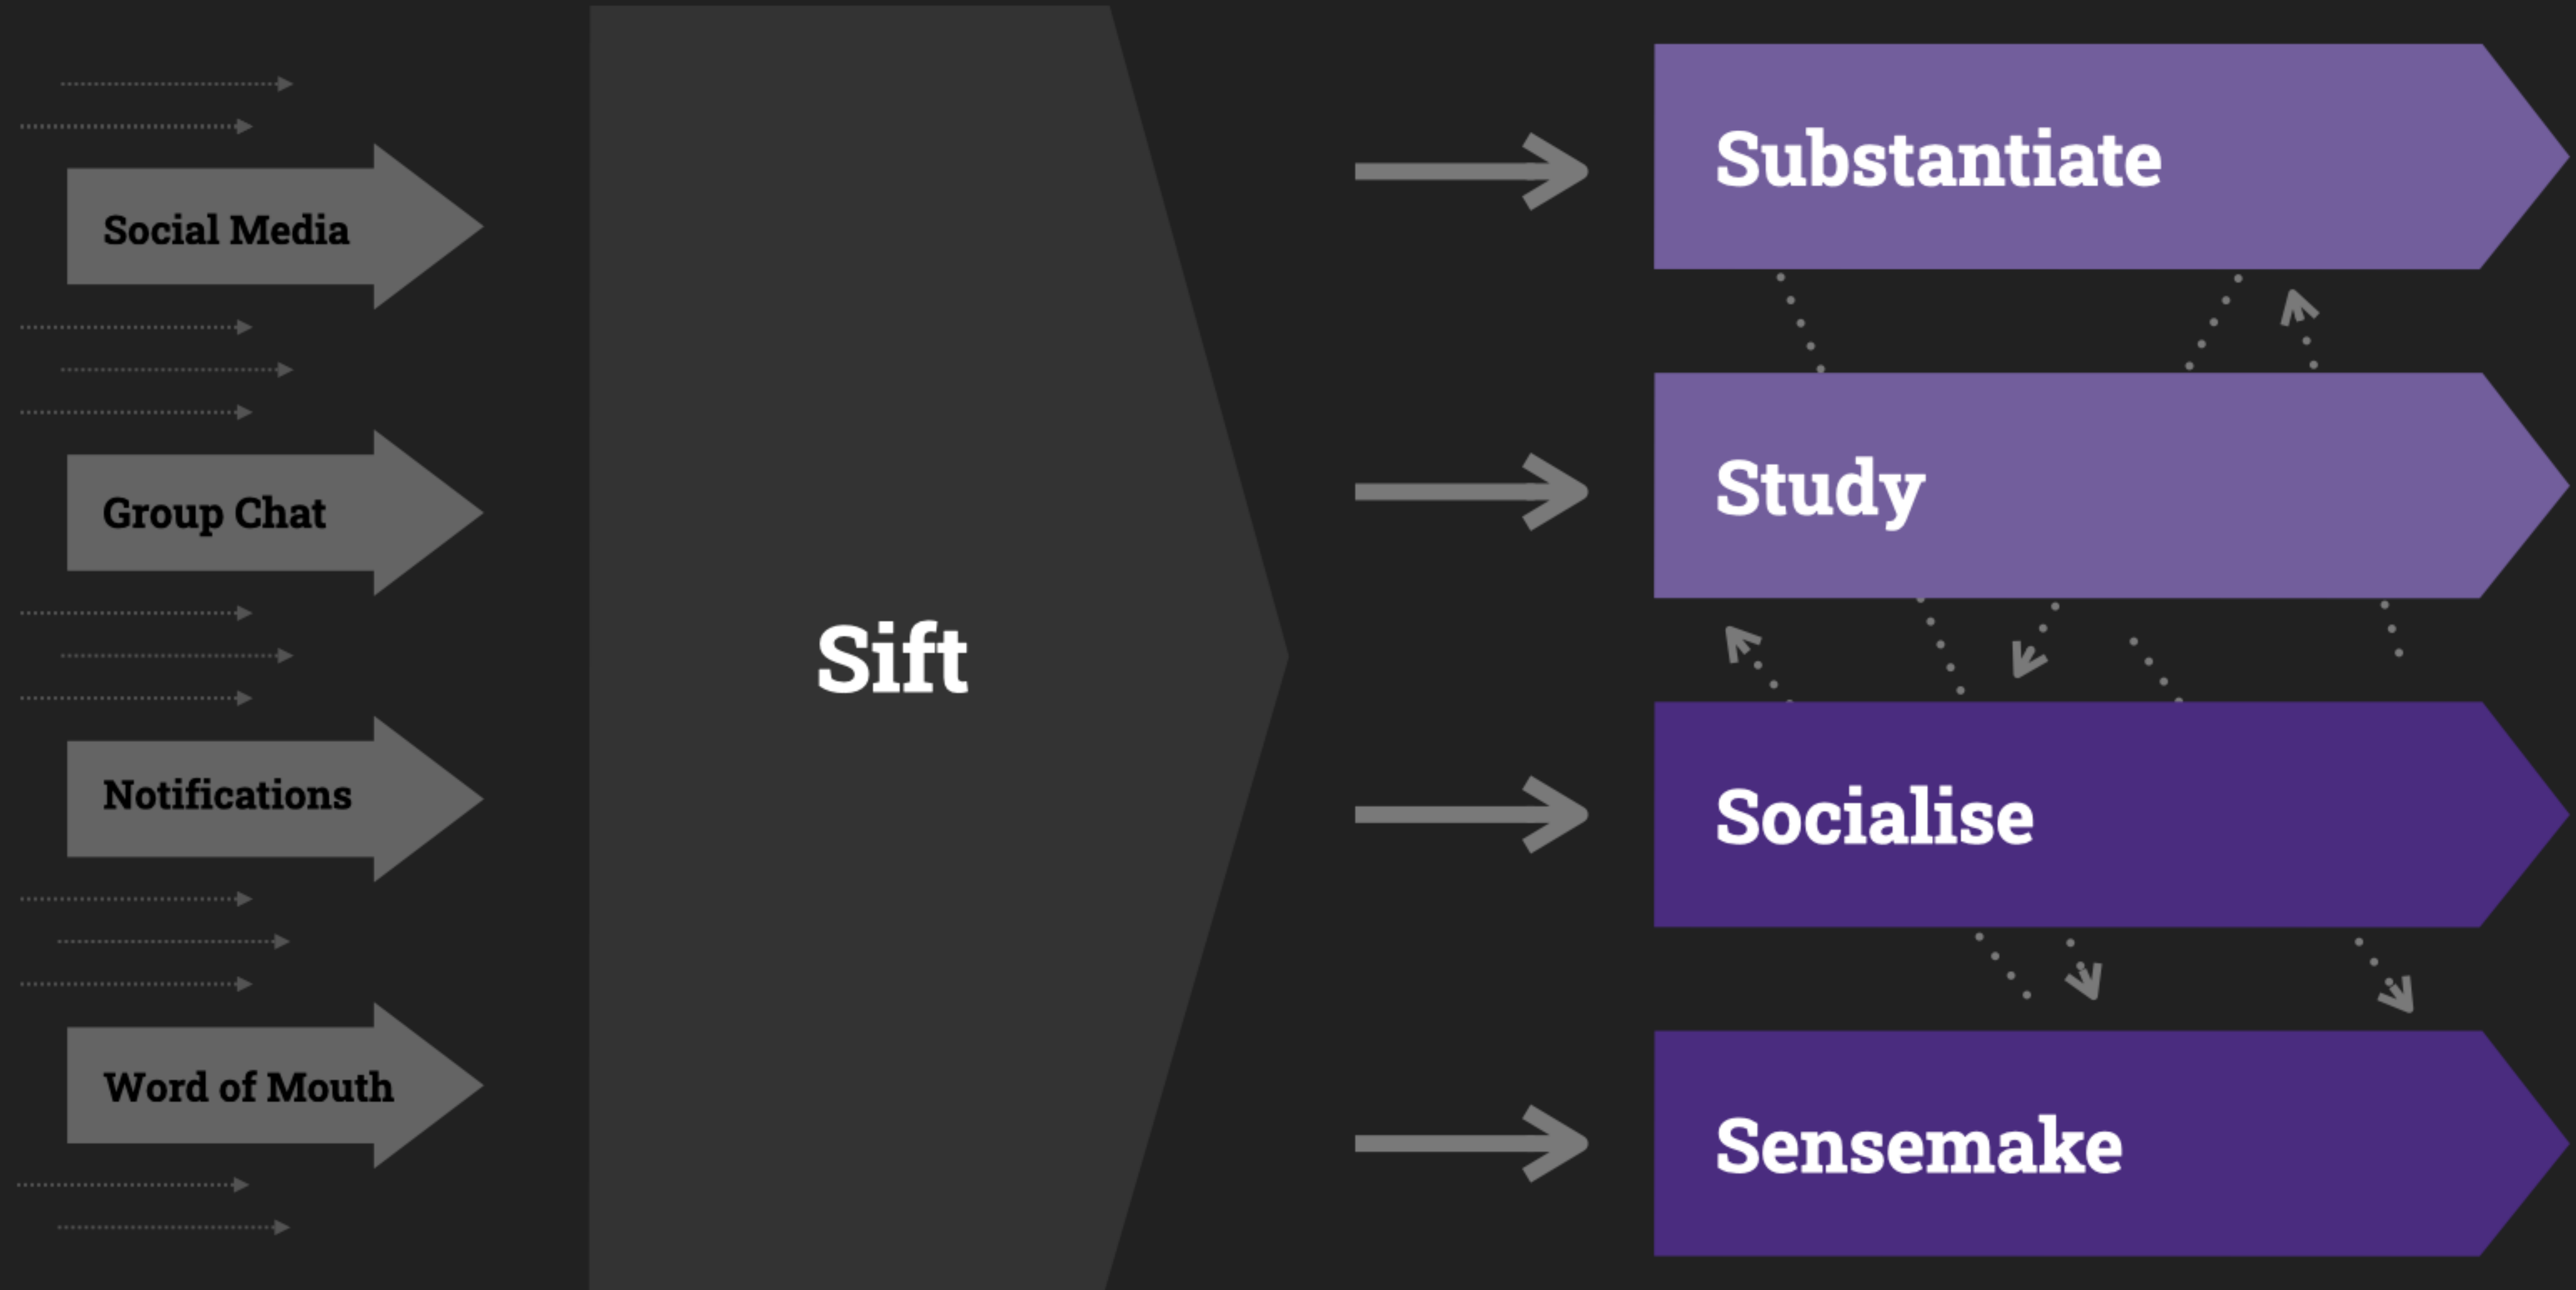 Social Media
Group Chat
Notifications
Word of Mouth
Sift
Substantiate
Study
Socialise
Sensemake